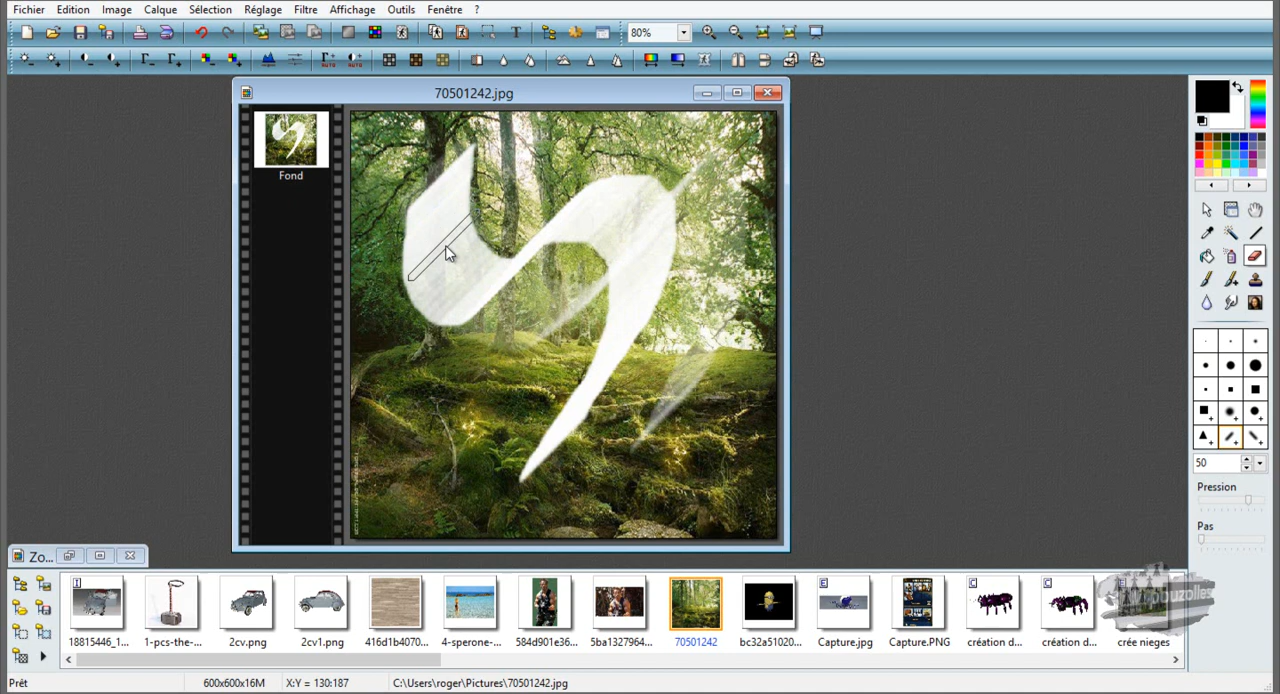 Fichier Edition Image Calque Sélection Réglage Filtre Affichage Outils Fenêtre ?
80%
70501242.jpg
Fond
50
Pression
Pas
Zo...
18815446_1... 1-pcs-the-... 2cv.png 2cv1.png 416d1b4070... 4-sperone-... 584d901e36... 5ba1327964... 70501242 bc32a51020... Capture.jpg Capture.PNG création d... création d... crée nieges
Prêt 600x600x16M X:Y = 130:187 C:\Users\roger\Pictures\70501242.jpg